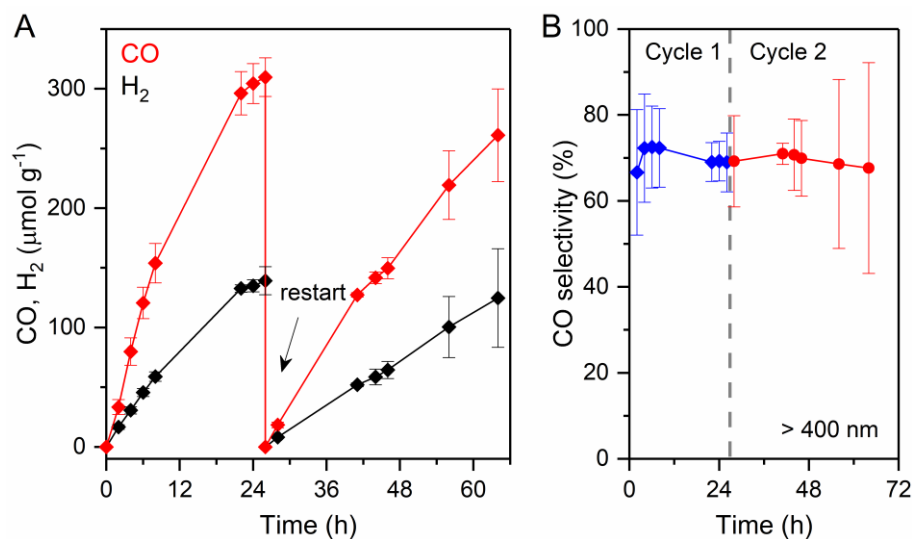 A
CO
H₂
CO, H₂ (μmol g⁻¹)
300
200
100
0
restart
0 12 24 36 48 60
Time (h)
B
Cycle 1 Cycle 2
CO selectivity (%)
100
80
60
40
20
0
> 400 nm
0 24 48 72
Time (h)